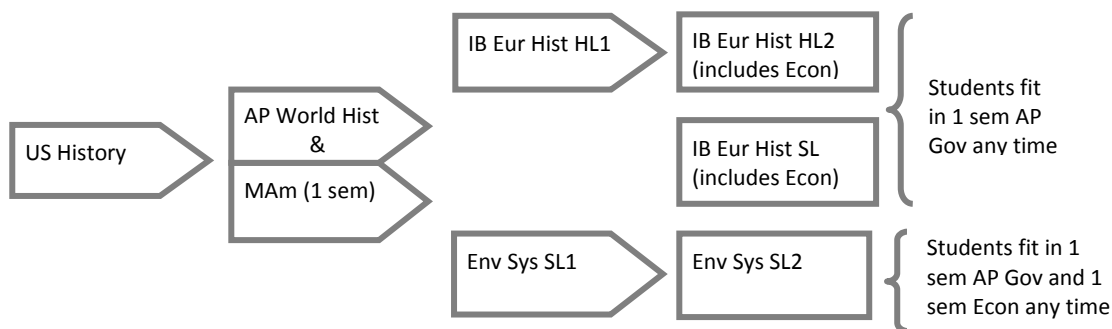 US History
AP World Hist
&
MAm (1 sem)
IB Eur Hist HL1
IB Eur Hist HL2
(includes Econ)
IB Eur Hist SL
(includes Econ)
Students fit
in 1 sem AP
Gov any time
Env Sys SL1
Env Sys SL2
Students fit in 1
sem AP Gov and 1
sem Econ any time